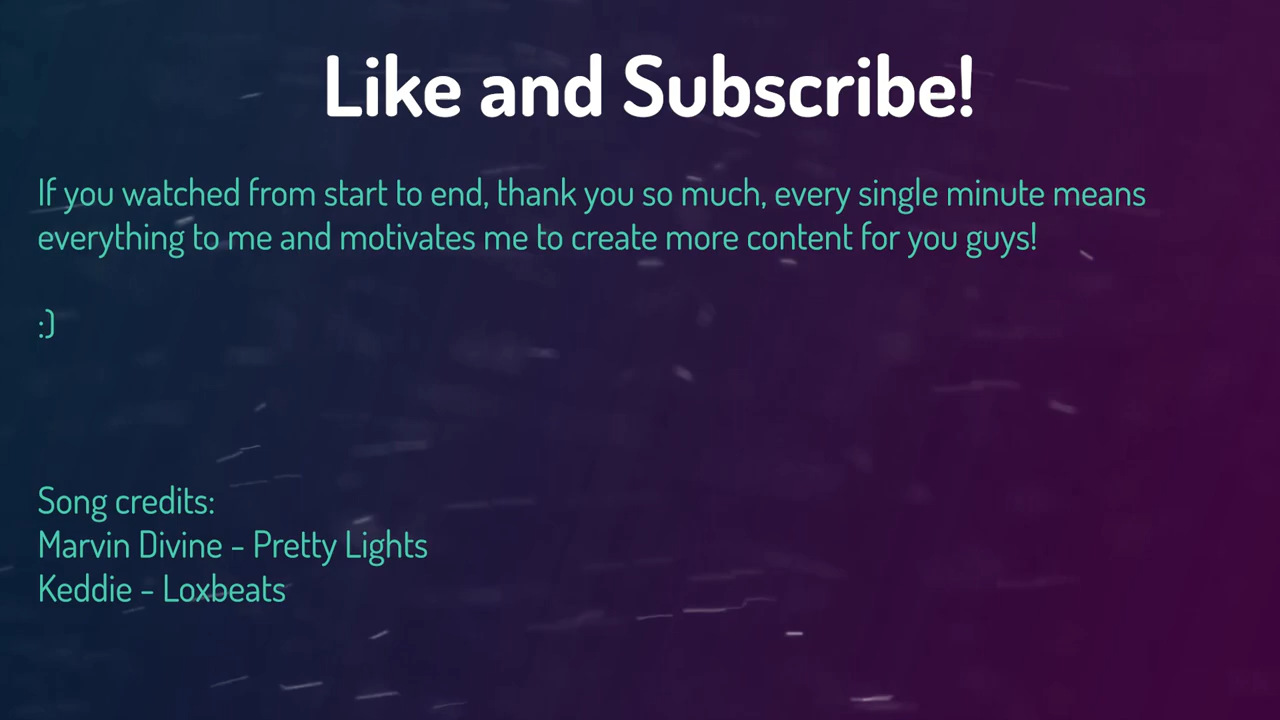 Like and Subscribe!
If you watched from start to end, thank you so much, every single minute means
everything to me and motivates me to create more content for you guys!
:)
Song credits:
Marvin Divine - Pretty Lights
Keddie - Loxbeats